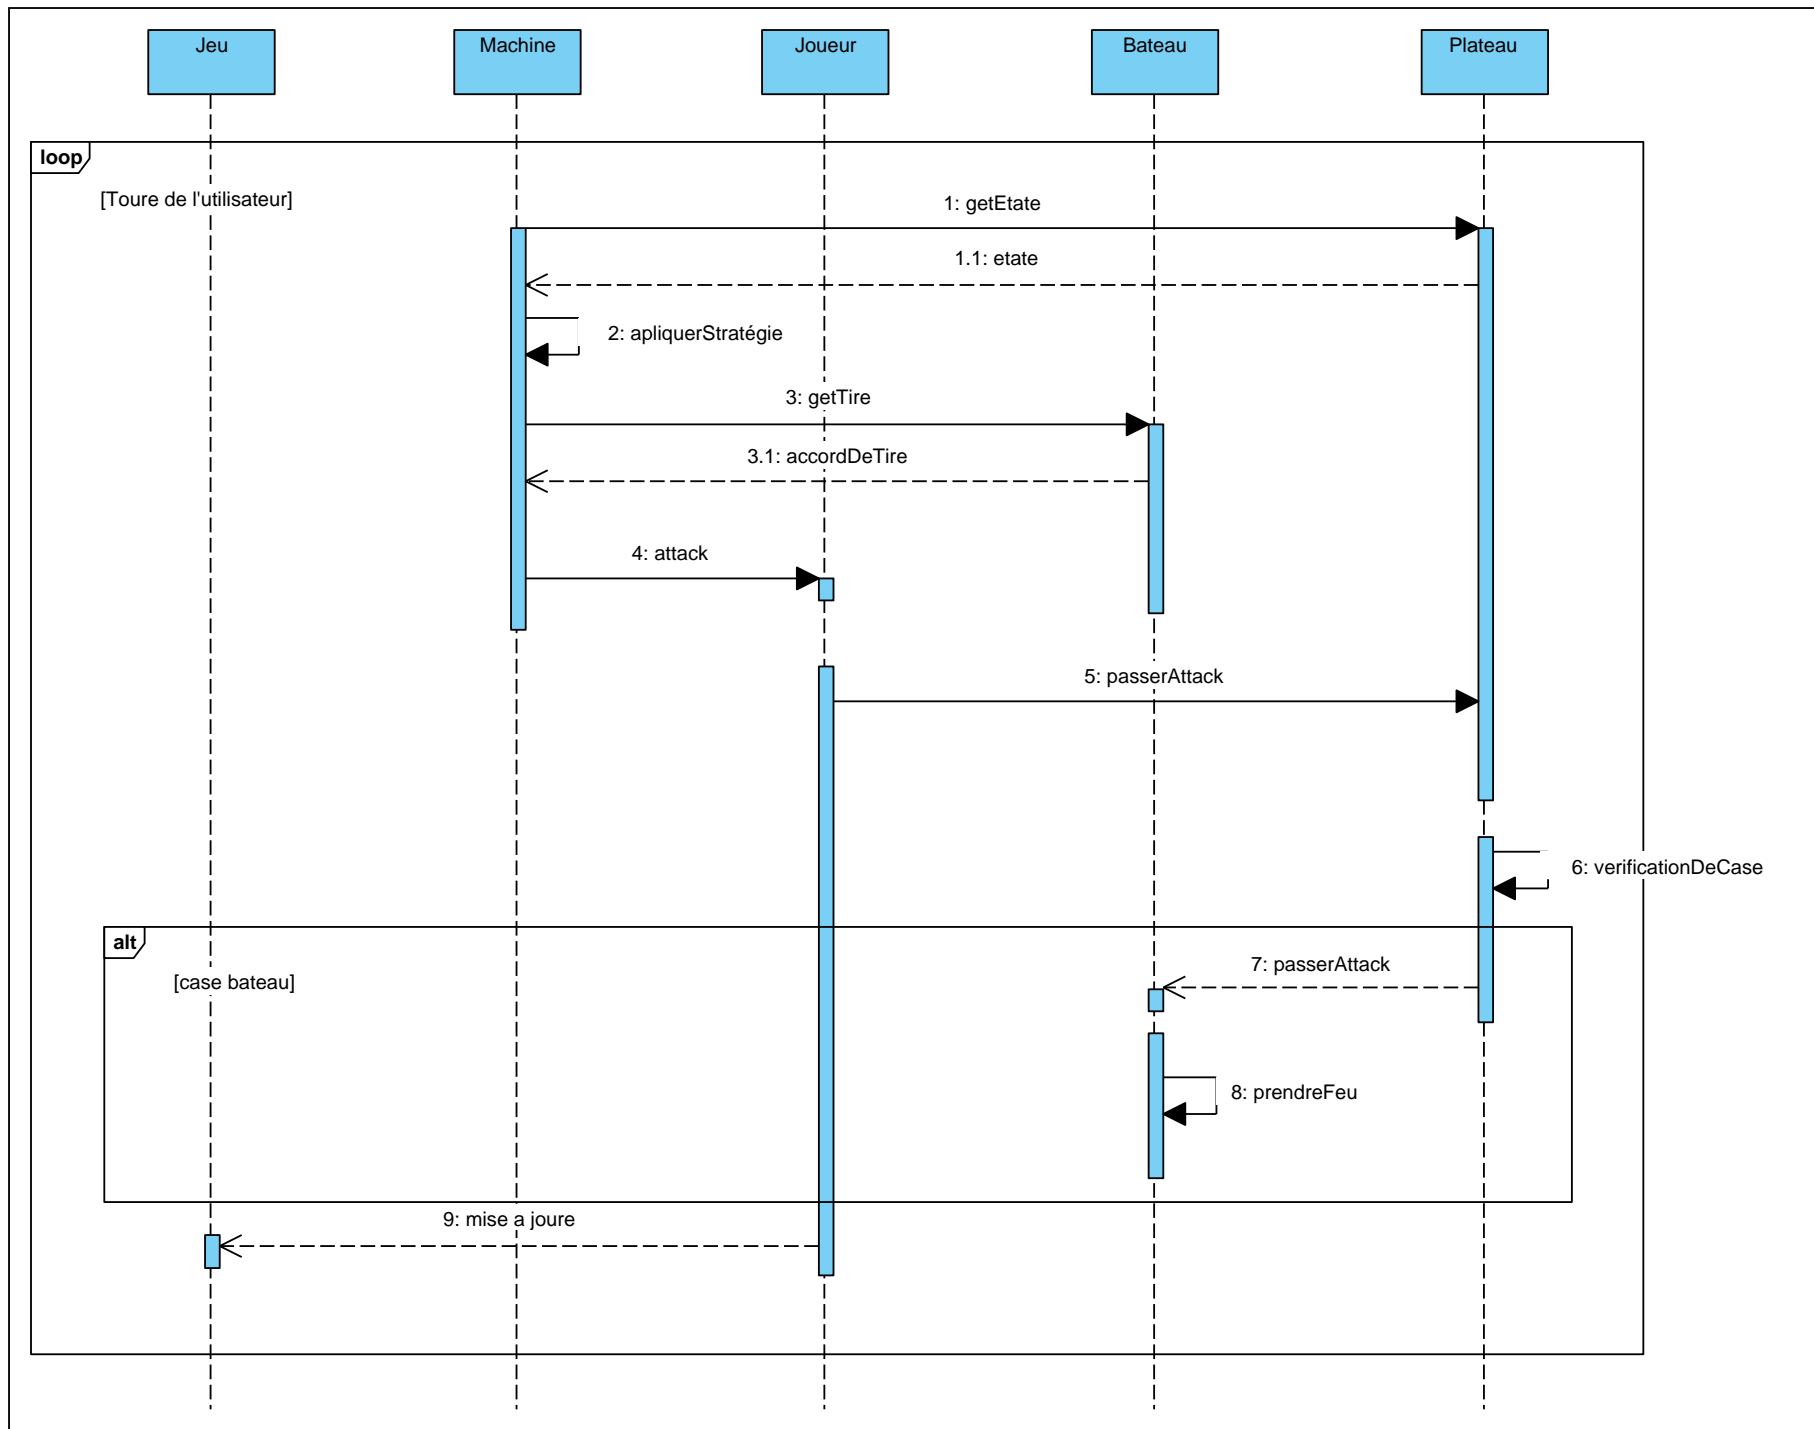 Jeu
Machine
Joueur
Bateau
Plateau
loop
[Toure de l'utilisateur]
1: getEtate
1.1: etate
2: apliquerStratégie
3: getTire
3.1: accordDeTire
4: attack
5: passerAttack
6: verificationDeCase
alt
[case bateau]
7: passerAttack
8: prendreFeu
9: mise a joure